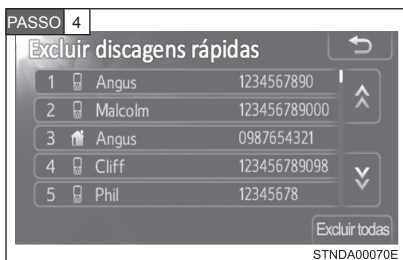 PASSO 4
Excluir discagens rápidas
1 Angus 1234567890
2 Malcolm 123456789000
3 Angus 0987654321
4 Cliff 123456789098
5 Phil 12345678
Excluir todas
STNDA00070E